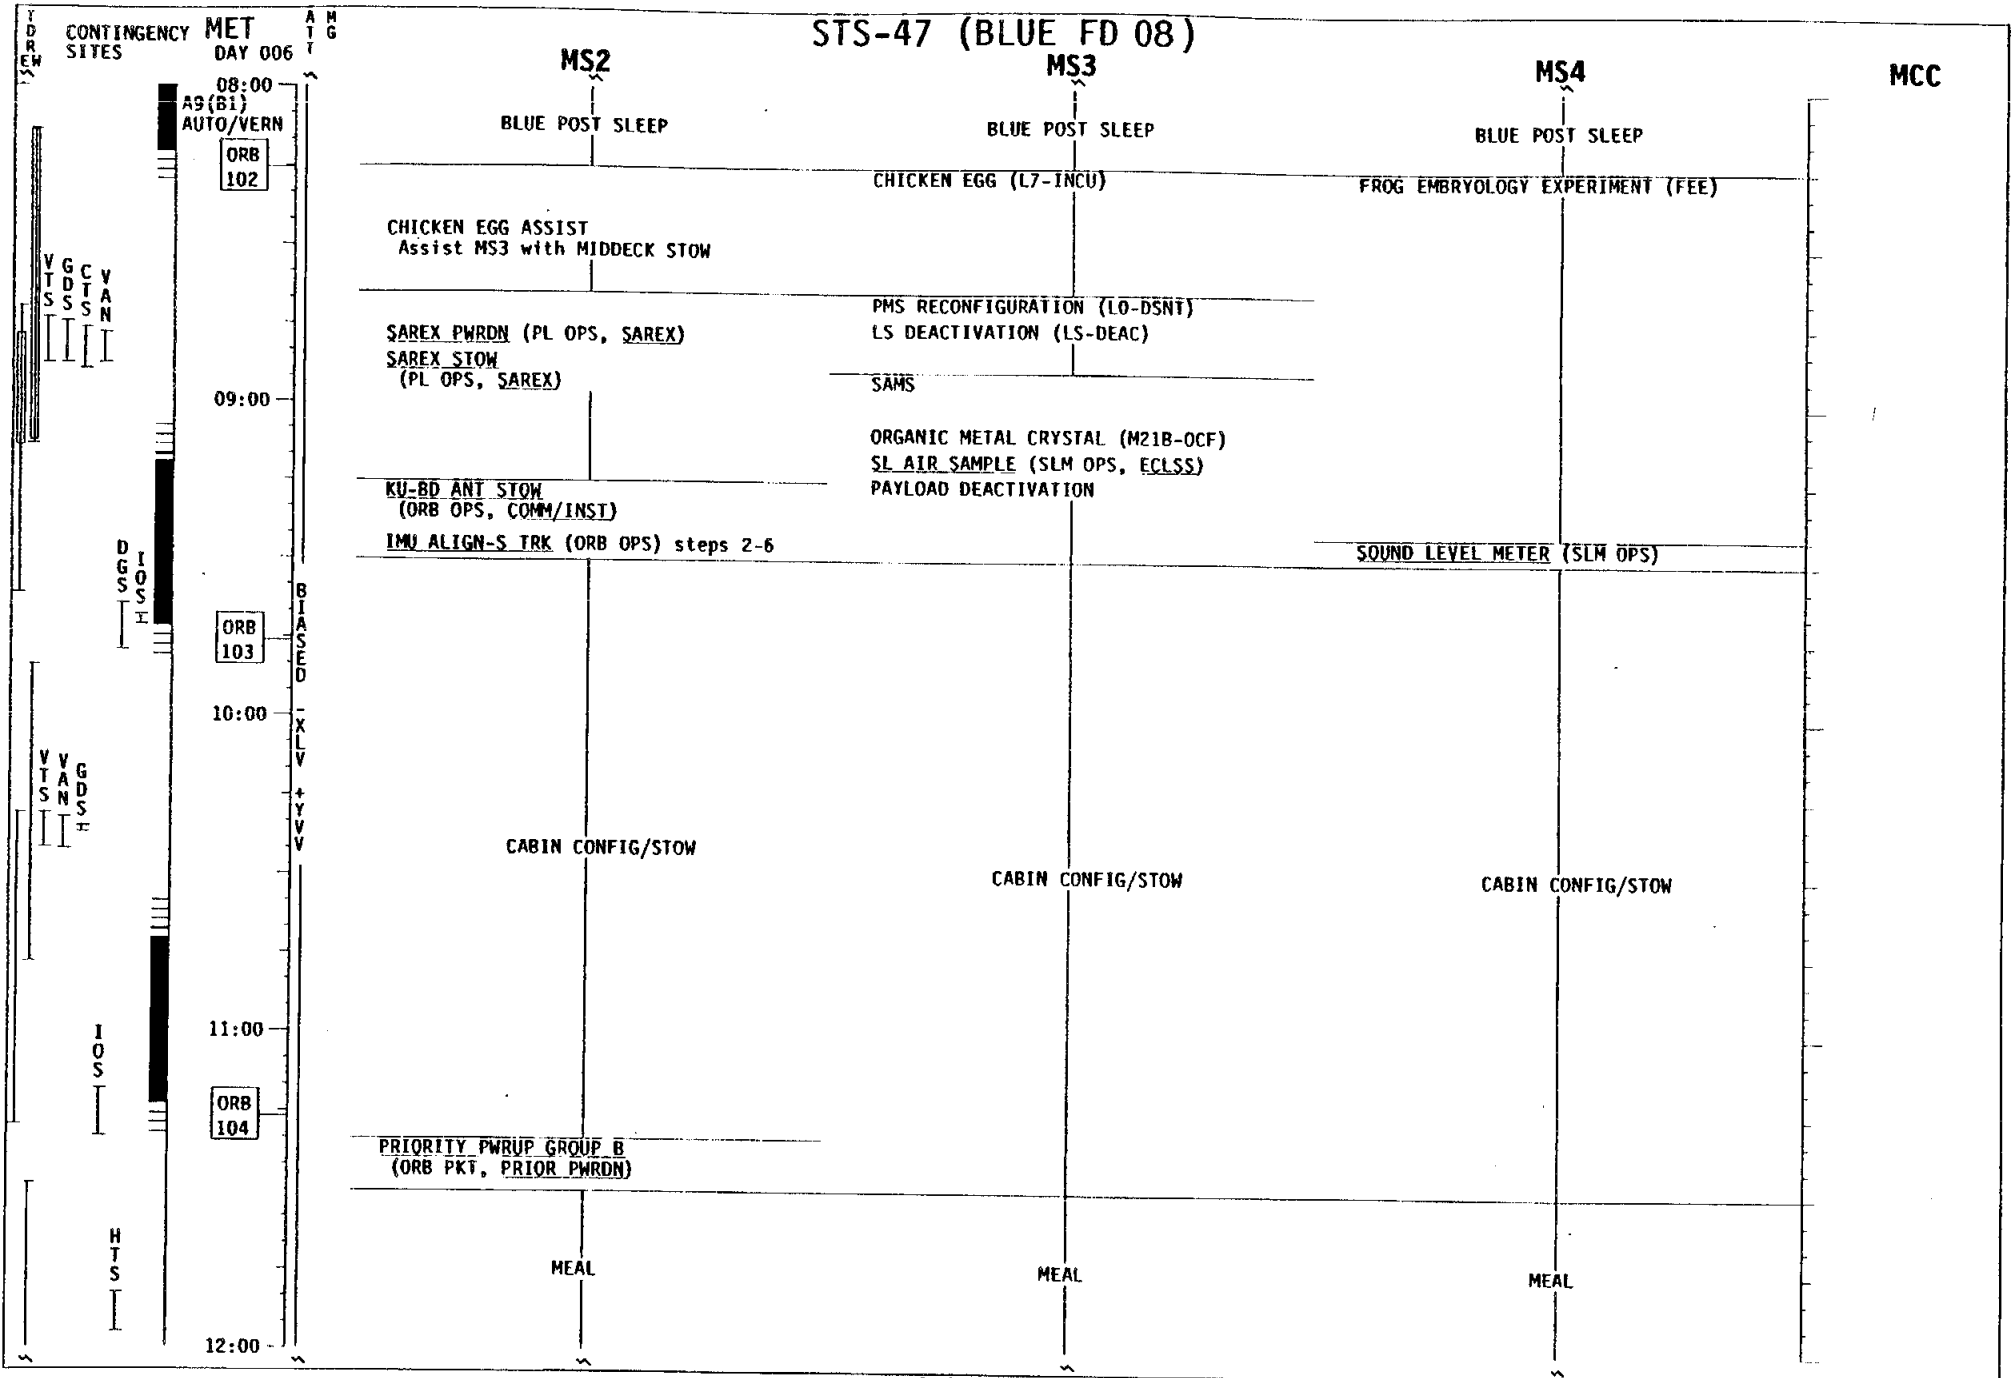 STS-47 (BLUE FD 08)
TDRE W
CONTINGENCY SITES
MET
DAY 006
ATT
MG
MS2
MS3
MS4
MCC
08:00
A9(B1)
AUTO/VERN
ORB
102
BLUE POST SLEEP
BLUE POST SLEEP
BLUE POST SLEEP
CHICKEN EGG (L7-INCU)
FROG EMBRYOLOGY EXPERIMENT (FEE)
CHICKEN EGG ASSIST
Assist MS3 with MIDDECK STOW
VTS
GDS
CTS
VAN
PMS RECONFIGURATION (L0-DSNT)
SAREX PWRDN (PL OPS, SAREX)
LS DEACTIVATION (LS-DEAC)
SAREX STOW
(PL OPS, SAREX)
SAMS
09:00
ORGANIC METAL CRYSTAL (M21B-OCF)
SL AIR SAMPLE (SLM OPS, ECLSS)
KU-BD ANT STOW
PAYLOAD DEACTIVATION
(ORB OPS, COMM/INST)
IMU ALIGN-S TRK (ORB OPS) steps 2-6
SOUND LEVEL METER (SLM OPS)
DGS
IOS
BIASED -XLV +YVV
ORB
103
10:00
VTS
VAN
GDS
CABIN CONFIG/STOW
CABIN CONFIG/STOW
CABIN CONFIG/STOW
11:00
IOS
ORB
104
PRIORITY PWRUP GROUP B
(ORB PKT, PRIOR PWRDN)
HTS
MEAL
MEAL
MEAL
12:00